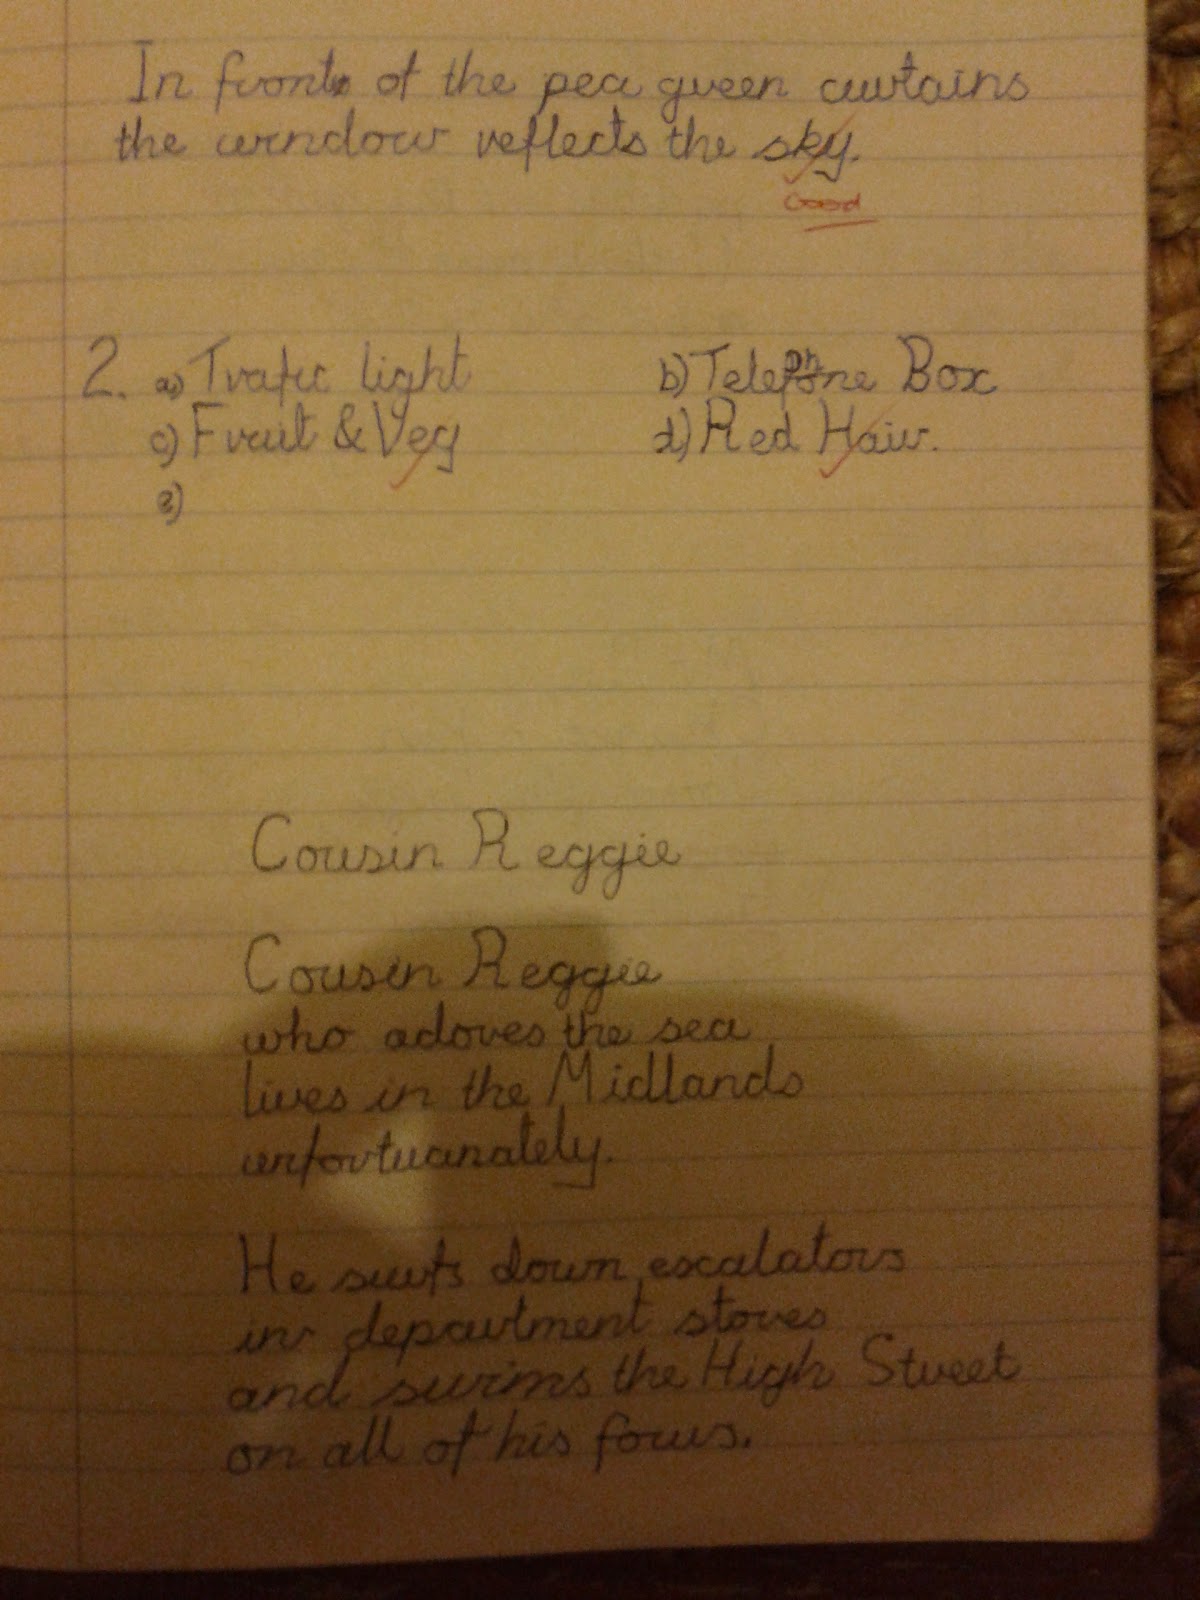 In front of the pea green curtains
the window reflects the sky.
Good
2. a) Trafic light b) Telephone Box
c) Fruit & Veg d) Red Hair.
e)
Cousin Reggie
Cousin Reggie
who adores the sea
lives in the Midlands
unfortuanately.
He surfs down escalators
in department stores
and swims the High Street
on all of his fours.